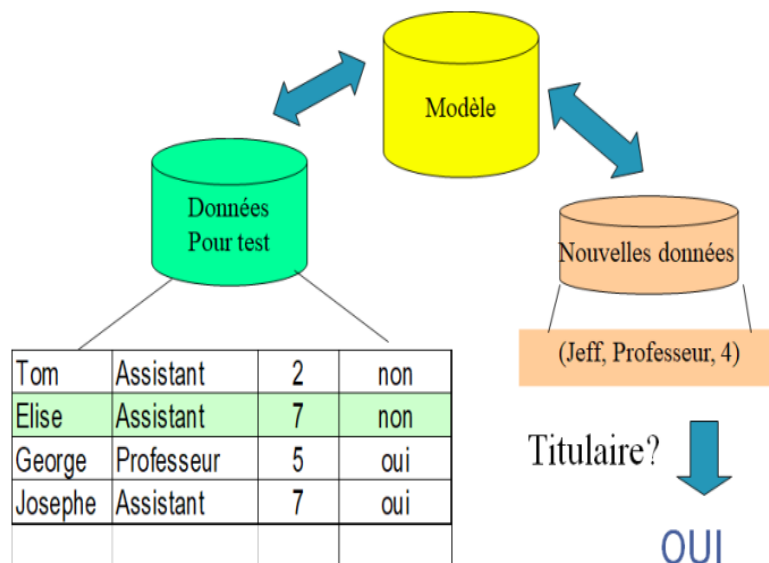 Modèle
Données
Pour test
Nouvelles données
(Jeff, Professeur, 4)
Tom Assistant 2 non
Elise Assistant 7 non
George Professeur 5 oui
Josephe Assistant 7 oui
Titulaire?
OUI